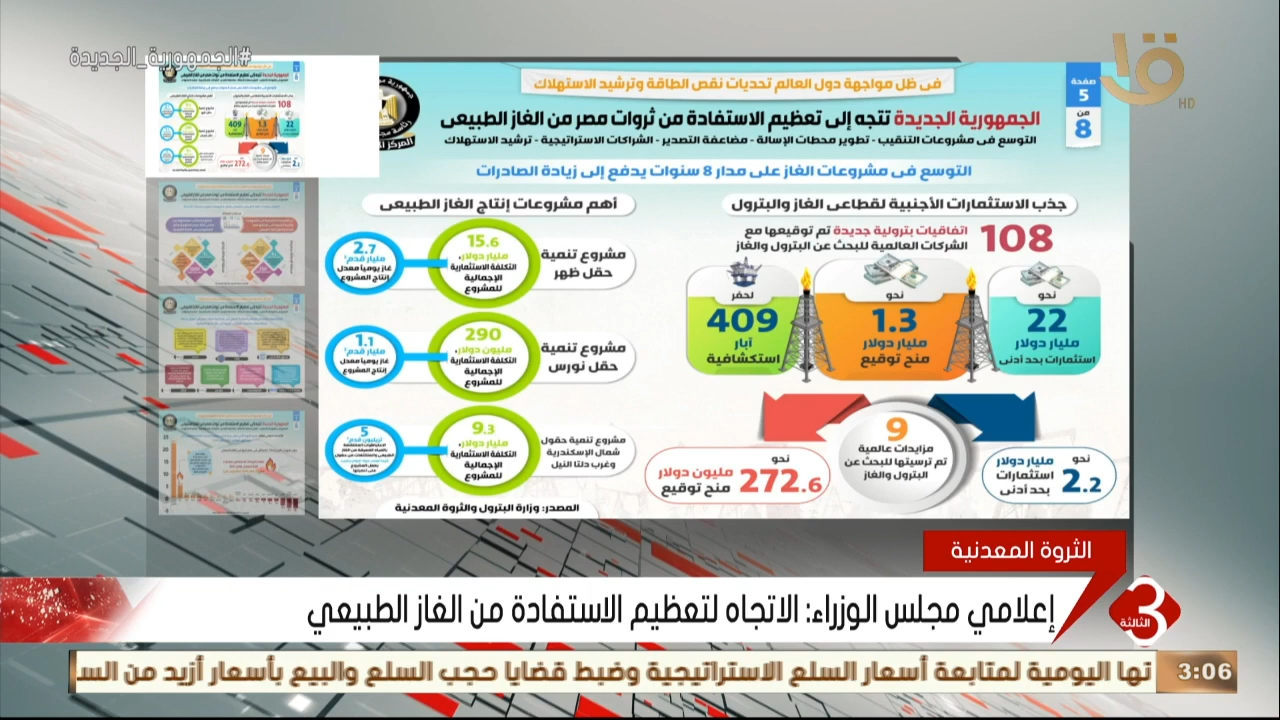 #الجمهورية_الجديدة
HD
صفحة
5
من
8
فى ظل مواجهة دول العالم تحديات نقص الطاقة وترشيد الاستهلاك
الجمهورية الجديدة تتجه إلى تعظيم الاستفادة من ثروات مصر من الغاز الطبيعى
التوسع فى مشروعات التنقيب - تطوير محطات الإسالة - مضاعفة التصدير - الشراكات الاستراتيجية - ترشيد الاستهلاك
التوسع فى مشروعات الغاز على مدار 8 سنوات يدفع إلى زيادة الصادرات
جذب الاستثمارات الأجنبية لقطاعى الغاز والبترول
108
اتفاقيات بترولية جديدة تم توقيعها مع
الشركات العالمية للبحث عن البترول والغاز
نحو
22
مليار دولار
استثمارات بحد أدنى
نحو
1.3
مليار دولار
منح توقيع
لحفر
409
آبار
استكشافية
9
مزايدات عالمية
تم ترسيتها للبحث عن
البترول والغاز
نحو
2.2
مليار دولار
استثمارات
بحد أدنى
نحو
272.6
مليون دولار
منح توقيع
أهم مشروعات إنتاج الغاز الطبيعى
مشروع تنمية
حقل ظهر
15.6
مليار دولار،
التكلفة الاستثمارية
الإجمالية
للمشروع
2.7
مليار قدم³
غاز يومياً معدل
إنتاج المشروع
مشروع تنمية
حقل نورس
290
مليون دولار،
التكلفة الاستثمارية
الإجمالية
للمشروع
1.1
مليار قدم³
غاز يومياً معدل
إنتاج المشروع
مشروع تنمية حقول
شمال الإسكندرية
وغرب دلتا النيل
9.3
مليار دولار،
التكلفة الاستثمارية
الإجمالية
للمشروع
5
تريليون قدم³
المصدر: وزارة البترول والثروة المعدنية
الثروة المعدنية
إعلامي مجلس الوزراء: الاتجاه لتعظيم الاستفادة من الغاز الطبيعي
3
الثالثة
3:06
تها اليومية لمتابعة أسعار السلع الاستراتيجية وضبط قضايا حجب السلع والبيع بأسعار أزيد من الس